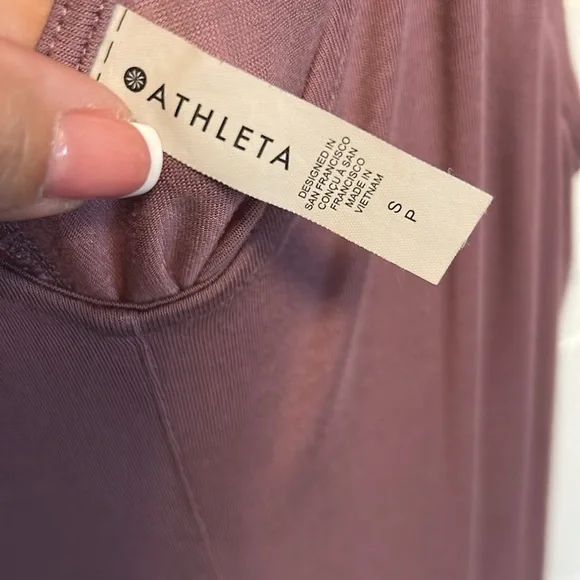 ATHLETA
DESIGNED IN
SAN FRANCISCO
CONÇU À SAN
FRANCISCO
MADE IN
VIETNAM
S
P